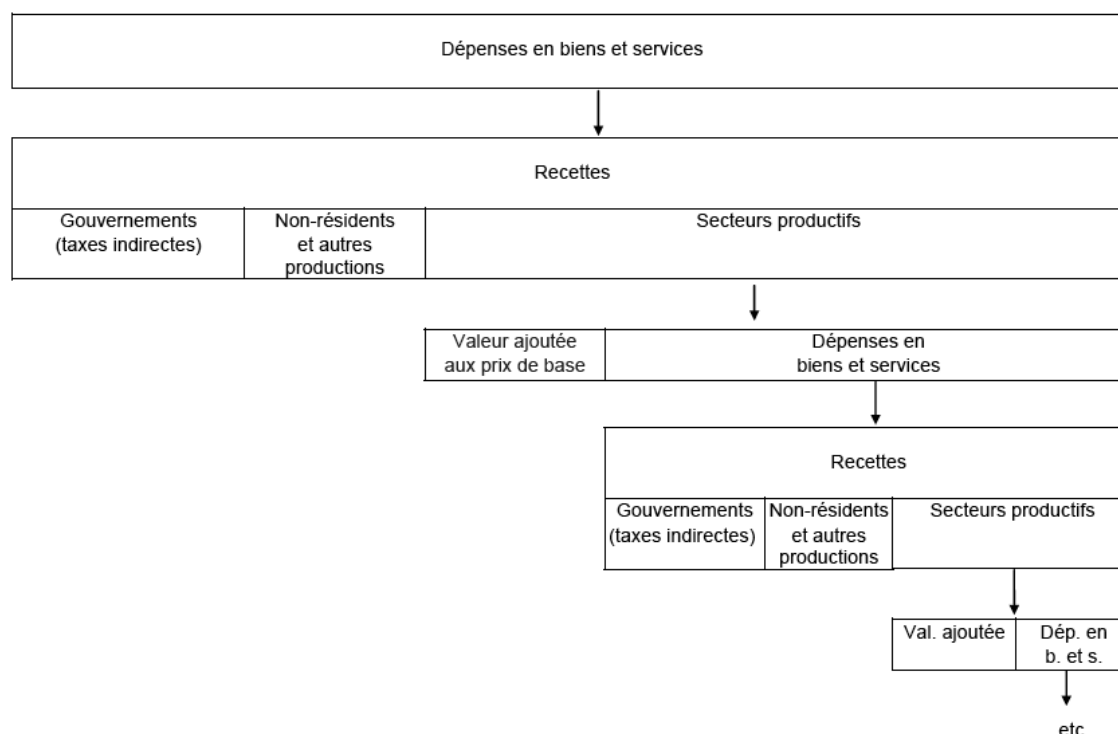 Dépenses en biens et services
Recettes
Gouvernements
(taxes indirectes)
Non-résidents
et autres
productions
Secteurs productifs
Valeur ajoutée
aux prix de base
Dépenses en
biens et services
Recettes
Gouvernements
(taxes indirectes)
Non-résidents
et autres
productions
Secteurs productifs
Val. ajoutée
Dép. en
b. et s.
etc